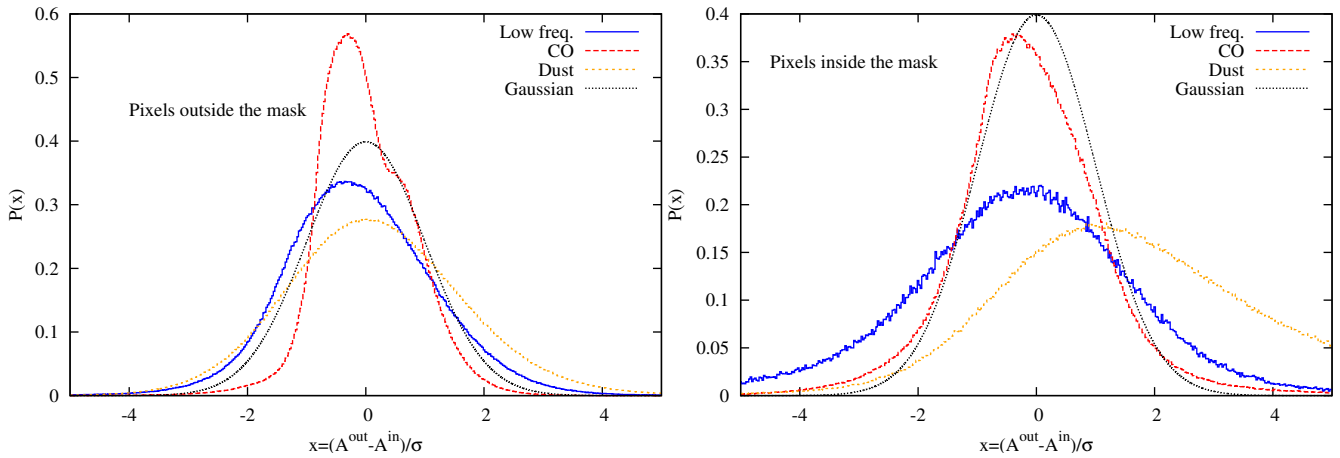 0.6
0.5
0.4
0.3
0.2
0.1
0
P(x)
-4
-2
0
2
4
x=(A^out-A^in)/σ
Pixels outside the mask
Low freq.
CO
Dust
Gaussian
0.4
0.35
0.3
0.25
0.2
0.15
0.1
0.05
0
P(x)
-4
-2
0
2
4
x=(A^out-A^in)/σ
Pixels inside the mask
Low freq.
CO
Dust
Gaussian